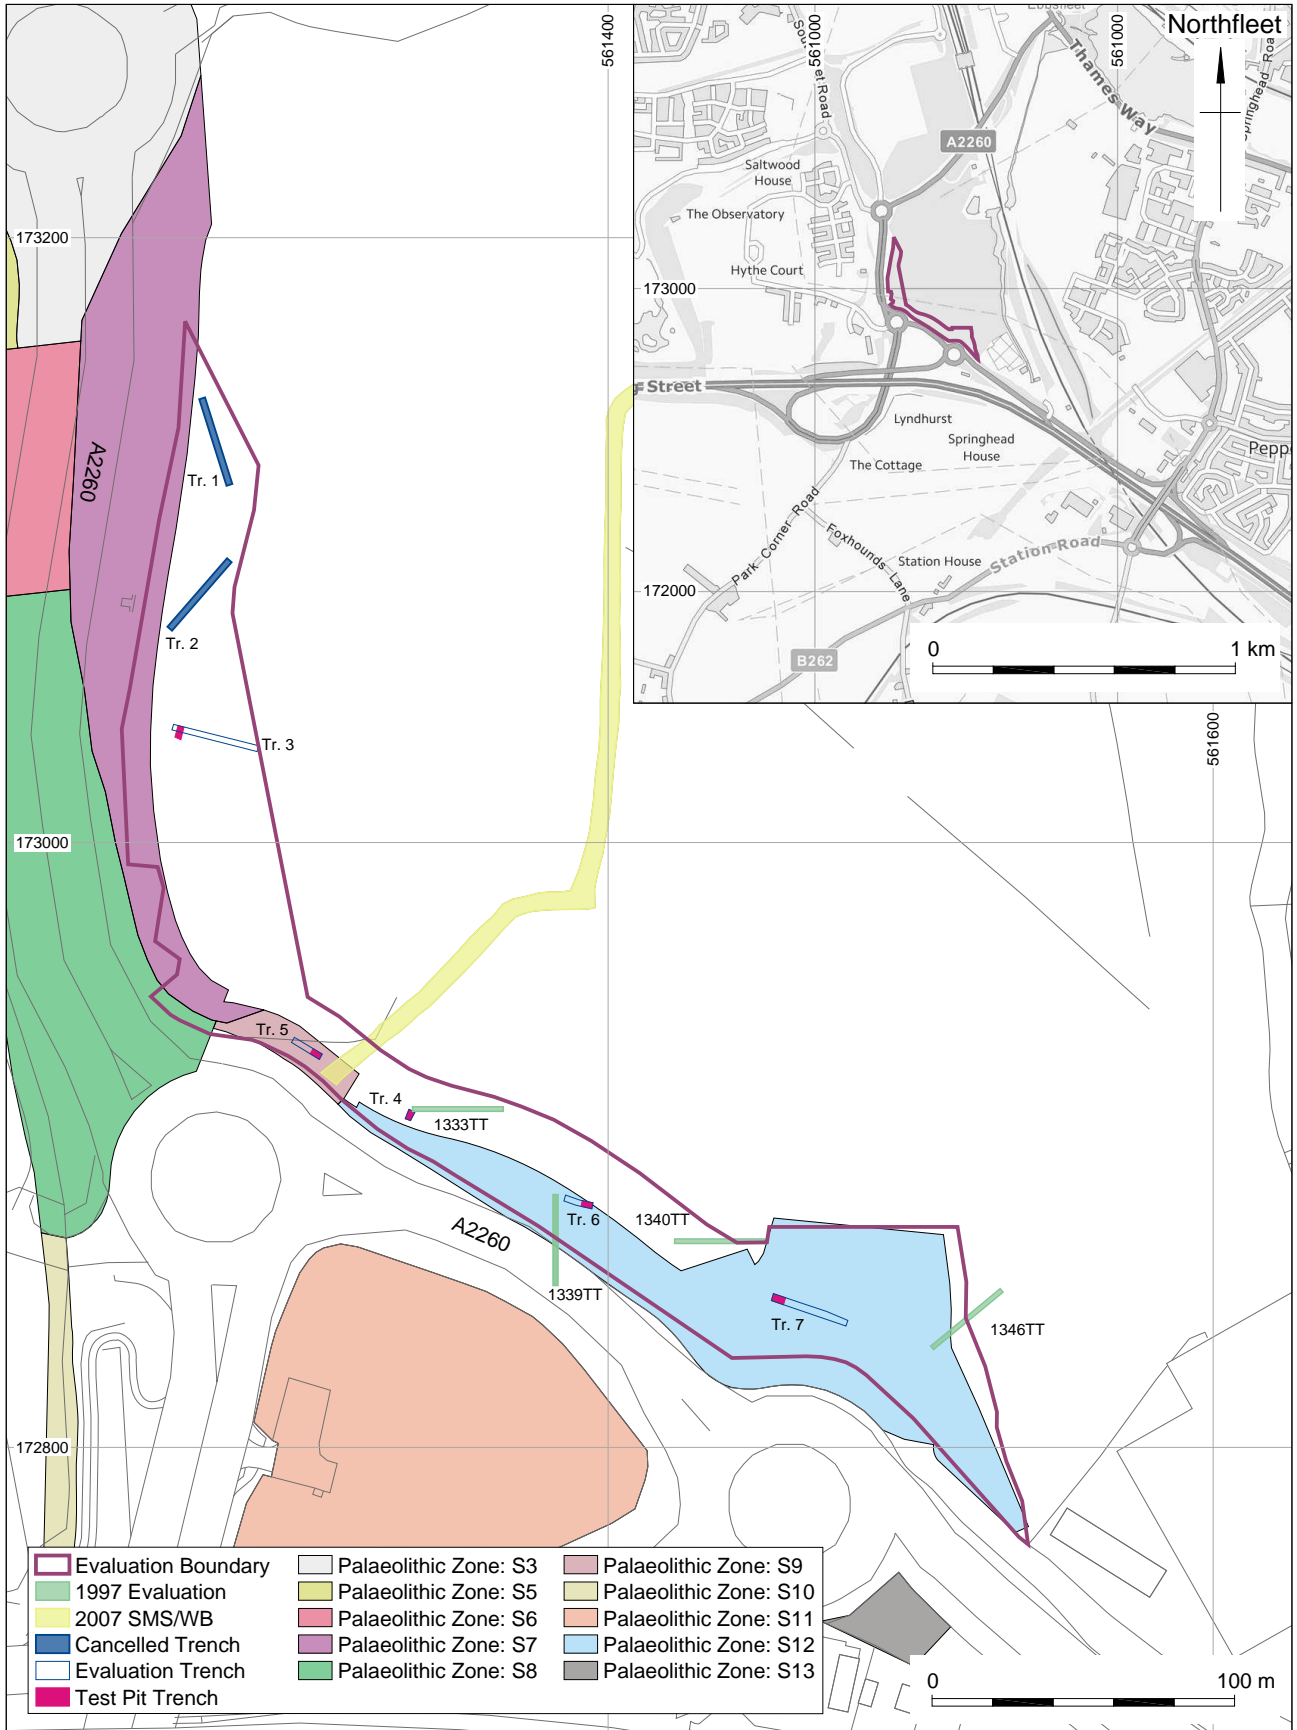 Northfleet
561400
561000
561000
Ebbsfleet
Thames Way
Springhead Roa
A2260
Saltwood
House
The Observatory
Hythe Court
173200
173000
Street
Lyndhurst
Springhead
House
The Cottage
Peppe
Park Corner Road
Foxhounds Lane
Station House
Station Road
172000
B262
0
1 km
A2260
Tr. 1
Tr. 2
Tr. 3
561600
173000
Tr. 5
Tr. 4
1333TT
Tr. 6
1340TT
A2260
1339TT
Tr. 7
1346TT
172800
Evaluation Boundary
1997 Evaluation
2007 SMS/WB
Cancelled Trench
Evaluation Trench
Test Pit Trench
Palaeolithic Zone: S3
Palaeolithic Zone: S5
Palaeolithic Zone: S6
Palaeolithic Zone: S7
Palaeolithic Zone: S8
Palaeolithic Zone: S9
Palaeolithic Zone: S10
Palaeolithic Zone: S11
Palaeolithic Zone: S12
Palaeolithic Zone: S13
0
100 m